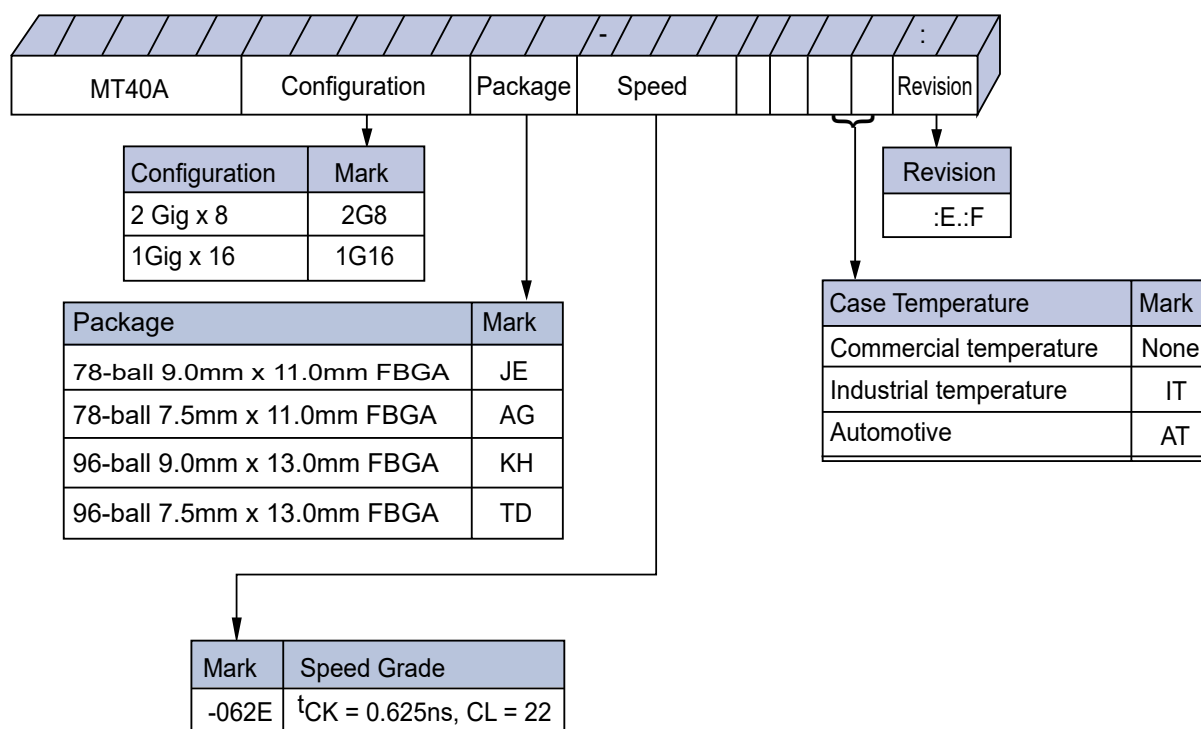 - :
MT40A Configuration Package Speed Revision
Configuration Mark
2 Gig x 8 2G8
1Gig x 16 1G16
Revision
:E.:F
Package Mark
78-ball 9.0mm x 11.0mm FBGA JE
78-ball 7.5mm x 11.0mm FBGA AG
96-ball 9.0mm x 13.0mm FBGA KH
96-ball 7.5mm x 13.0mm FBGA TD
Case Temperature Mark
Commercial temperature None
Industrial temperature IT
Automotive AT
Mark Speed Grade
-062E tCK = 0.625ns, CL = 22